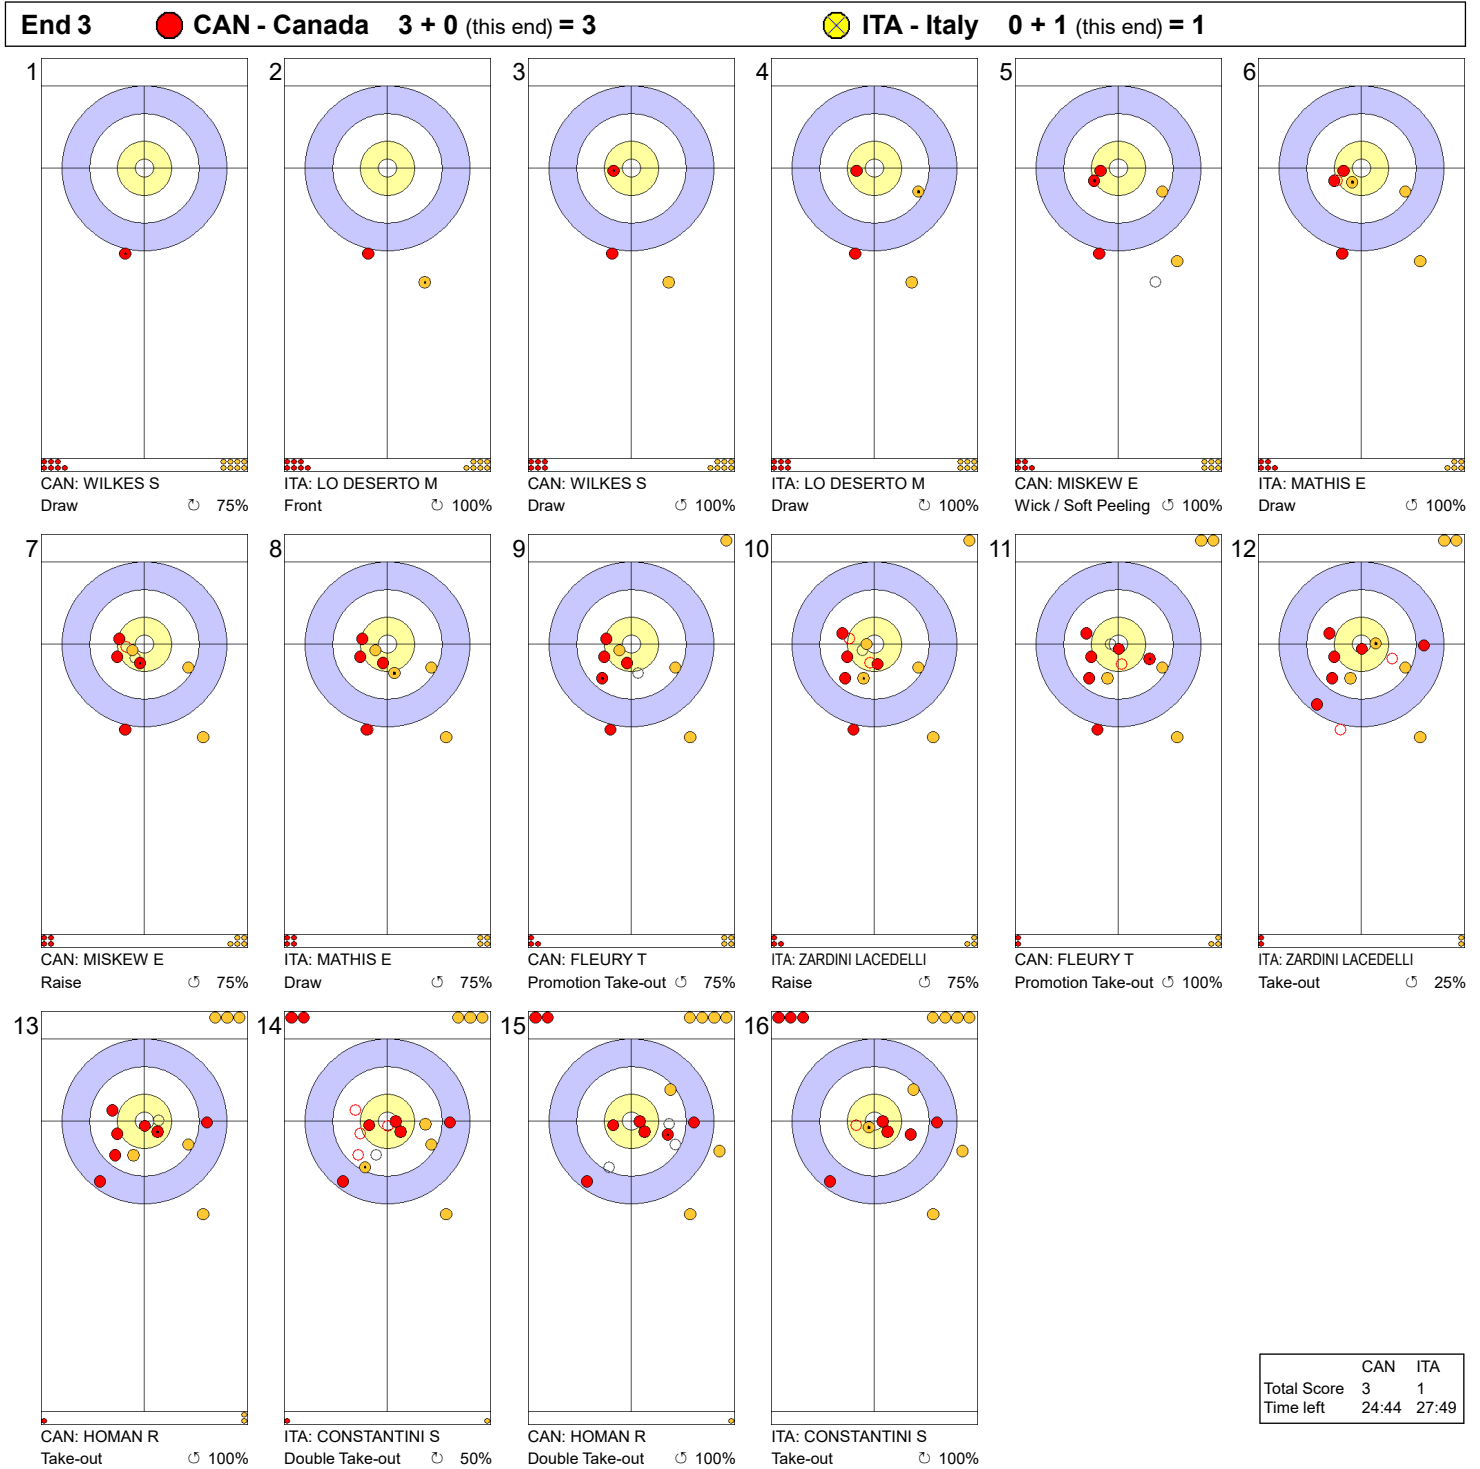 End 3 CAN - Canada 3 + 0 (this end) = 3 ITA - Italy 0 + 1 (this end) = 1
1 2 3 4 5 6
CAN: WILKES S ITA: LO DESERTO M CAN: WILKES S ITA: LO DESERTO M CAN: MISKEW E ITA: MATHIS E
Draw ↻ 75% Front ↻ 100% Draw ↺ 100% Draw ↻ 100% Wick / Soft Peeling ↺ 100% Draw ↻ 100%
7 8 9 10 11 12
CAN: MISKEW E ITA: MATHIS E CAN: FLEURY T ITA: ZARDINI LACEDELLI CAN: FLEURY T ITA: ZARDINI LACEDELLI
Raise ↺ 75% Draw ↺ 75% Promotion Take-out ↺ 75% Raise ↺ 75% Promotion Take-out ↺ 100% Take-out ↺ 25%
13 14 15 16
CAN ITA
Total Score 3 1
Time left 24:44 27:49
CAN: HOMAN R ITA: CONSTANTINI S CAN: HOMAN R ITA: CONSTANTINI S
Take-out ↺ 100% Double Take-out ↻ 50% Double Take-out ↺ 100% Take-out ↻ 100%